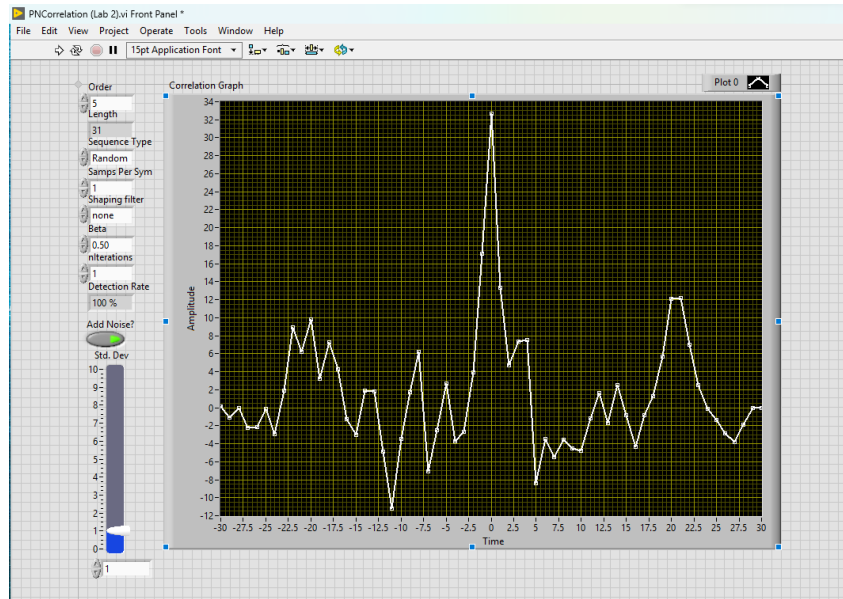 PNCorrelation (Lab 2).vi Front Panel *
File Edit View Project Operate Tools Window Help
15pt Application Font
Order
5
Length
31
Sequence Type
Random
Samps Per Sym
1
Shaping filter
none
Beta
0.50
nIterations
1
Detection Rate
100 %
Add Noise?
Std. Dev
10
9
8
7
6
5
4
3
2
1
0
1
Correlation Graph
Plot 0
Amplitude
34
32
30
28
26
24
22
20
18
16
14
12
10
8
6
4
2
0
-2
-4
-6
-8
-10
-12
-30 -27.5 -25 -22.5 -20 -17.5 -15 -12.5 -10 -7.5 -5 -2.5 0 2.5 5 7.5 10 12.5 15 17.5 20 22.5 25 27.5 30
Time